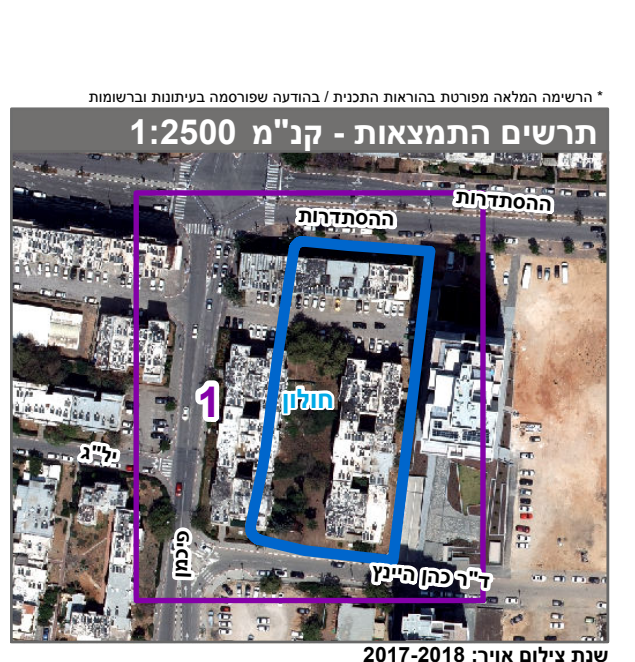 * הרשימה המלאה מפורטת בהוראות התכנית / בהודעה שפורסמה בעיתונות וברשומות
תרשים התמצאות - קנ"מ 1:2500
ההסתדרות
ההסתדרות
1
חולון
יל"ג
פיכמן
ד"ר כהן היינץ
שנת צילום אויר: 2017-2018